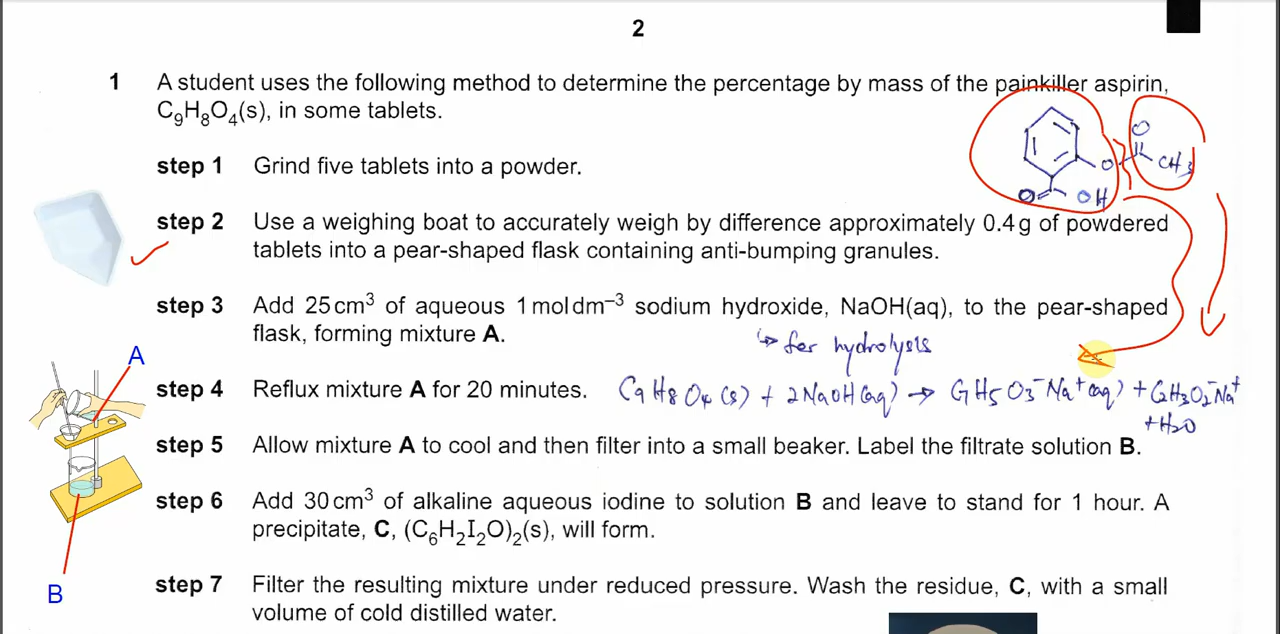 2
1 A student uses the following method to determine the percentage by mass of the painkiller aspirin,
C₉H₈O₄(s), in some tablets.
O
O
CH3
O OH
step 1 Grind five tablets into a powder.
step 2 Use a weighing boat to accurately weigh by difference approximately 0.4 g of powdered
tablets into a pear-shaped flask containing anti-bumping granules.
step 3 Add 25 cm³ of aqueous 1 mol dm⁻³ sodium hydroxide, NaOH(aq), to the pear-shaped
flask, forming mixture A.
↳ for hydrolysis
A
step 4 Reflux mixture A for 20 minutes.
C9H8O4(s) + 2NaOH(aq) → C7H5O3⁻Na⁺(aq) + C2H3O2⁻Na⁺
+ H2O
step 5 Allow mixture A to cool and then filter into a small beaker. Label the filtrate solution B.
step 6 Add 30 cm³ of alkaline aqueous iodine to solution B and leave to stand for 1 hour. A
precipitate, C, (C₆H₂I₂O)₂(s), will form.
B
step 7 Filter the resulting mixture under reduced pressure. Wash the residue, C, with a small
volume of cold distilled water.